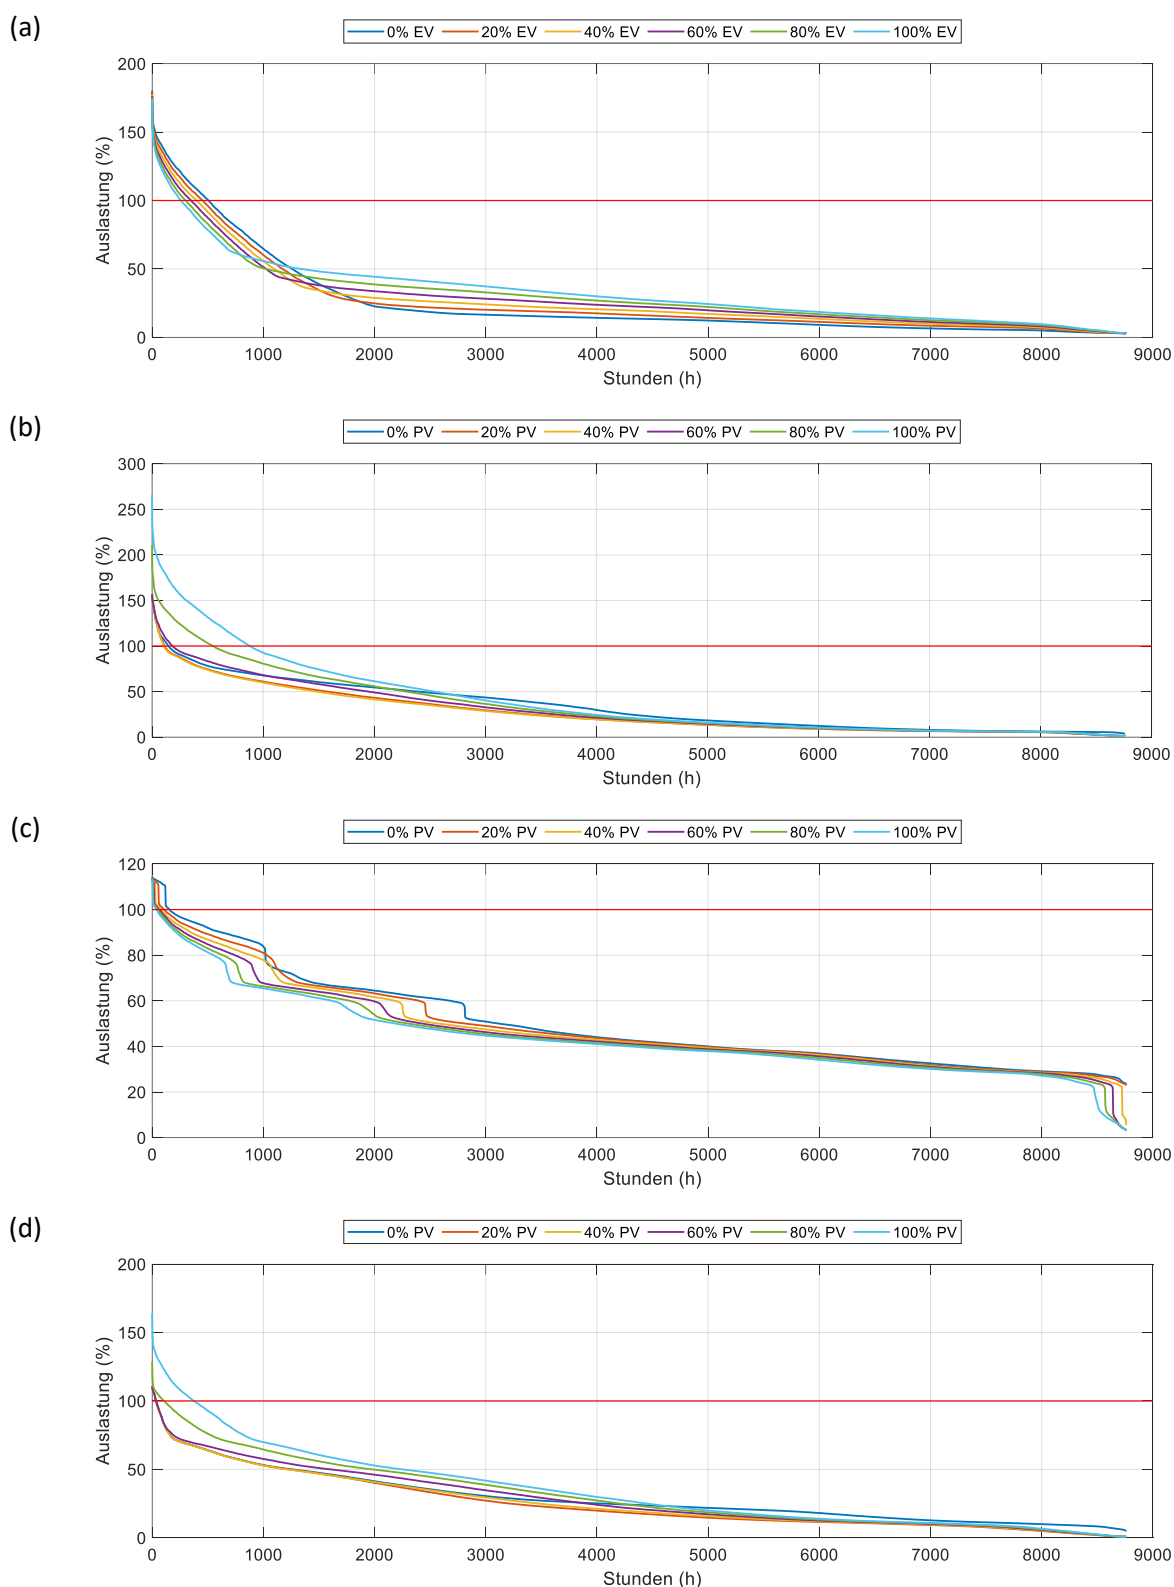 (a)
0% EV 20% EV 40% EV 60% EV 80% EV 100% EV
200
150
100
50
0
Auslastung (%)
0 1000 2000 3000 4000 5000 6000 7000 8000 9000
Stunden (h)
(b)
0% PV 20% PV 40% PV 60% PV 80% PV 100% PV
300
250
200
150
100
50
0
Auslastung (%)
0 1000 2000 3000 4000 5000 6000 7000 8000 9000
Stunden (h)
(c)
0% PV 20% PV 40% PV 60% PV 80% PV 100% PV
120
100
80
60
40
20
0
Auslastung (%)
0 1000 2000 3000 4000 5000 6000 7000 8000 9000
Stunden (h)
(d)
0% PV 20% PV 40% PV 60% PV 80% PV 100% PV
200
150
100
50
0
Auslastung (%)
0 1000 2000 3000 4000 5000 6000 7000 8000 9000
Stunden (h)